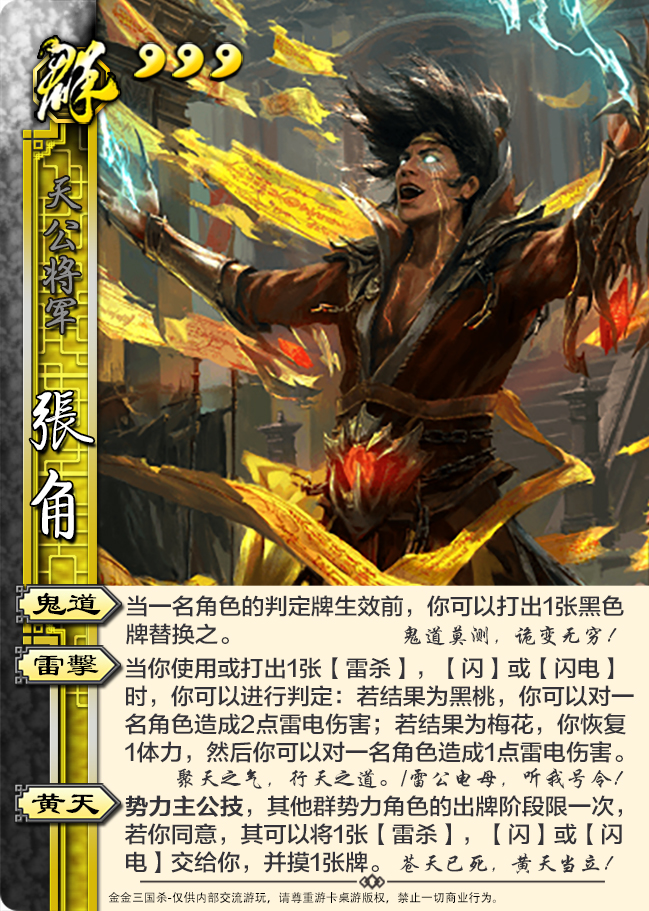 群 999
天公将军
張角
鬼道
当一名角色的判定牌生效前，你可以打出1张黑色
牌替换之。 鬼道莫测，诡变无穷！
雷擊
当你使用或打出1张【雷杀】，【闪】或【闪电】
时，你可以进行判定：若结果为黑桃，你可以对一
名角色造成2点雷电伤害；若结果为梅花，你恢复
1体力，然后你可以对一名角色造成1点雷电伤害。
聚天之气，行天之道。/雷公电母，听我号令！
黄天
势力主公技，其他群势力角色的出牌阶段限一次，
若你同意，其可以将1张【雷杀】，【闪】或【闪
电】交给你，并摸1张牌。 苍天已死，黄天当立！
金金三国杀-仅供内部交流游玩，请尊重游卡桌游版权，禁止一切商业行为。